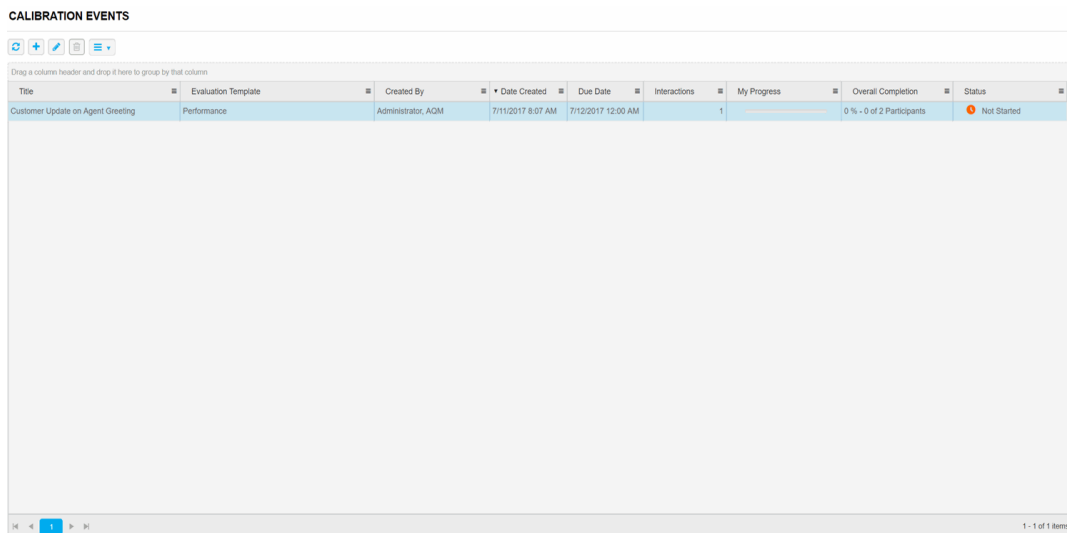 CALIBRATION EVENTS
Drag a column header and drop it here to group by that column
Title Evaluation Template Created By Date Created Due Date Interactions My Progress Overall Completion Status
Customer Update on Agent Greeting Performance Administrator, AQM 7/11/2017 8:07 AM 7/12/2017 12:00 AM 1 0 % - 0 of 2 Participants Not Started
1 1 - 1 of 1 items